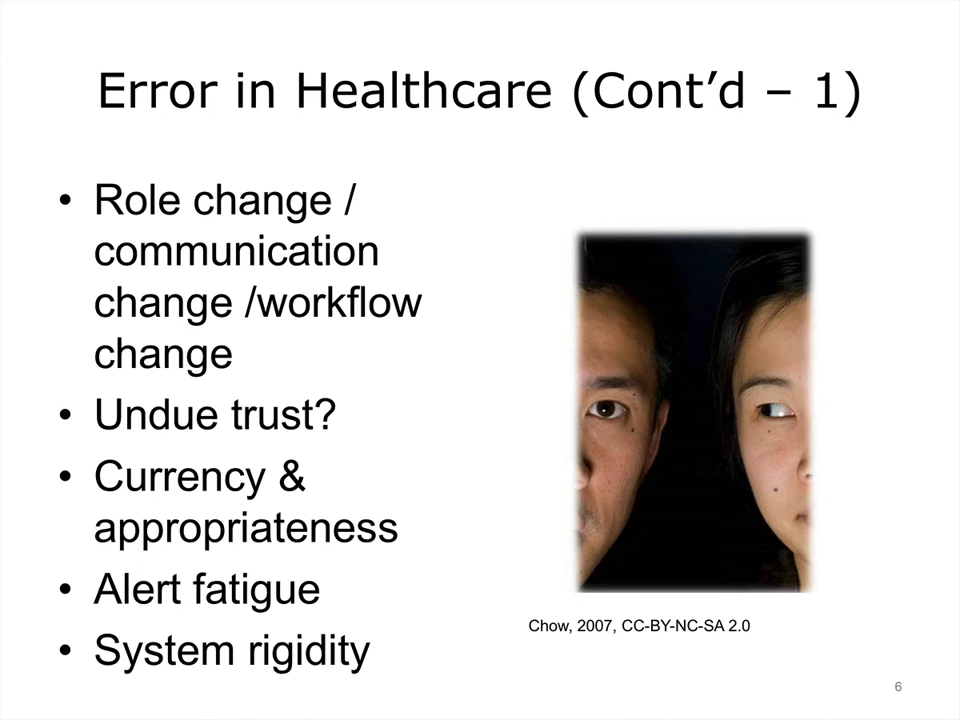 Error in Healthcare (Cont’d – 1)
• Role change /
communication
change /workflow
change
• Undue trust?
• Currency &
appropriateness
• Alert fatigue
• System rigidity
Chow, 2007, CC-BY-NC-SA 2.0
6